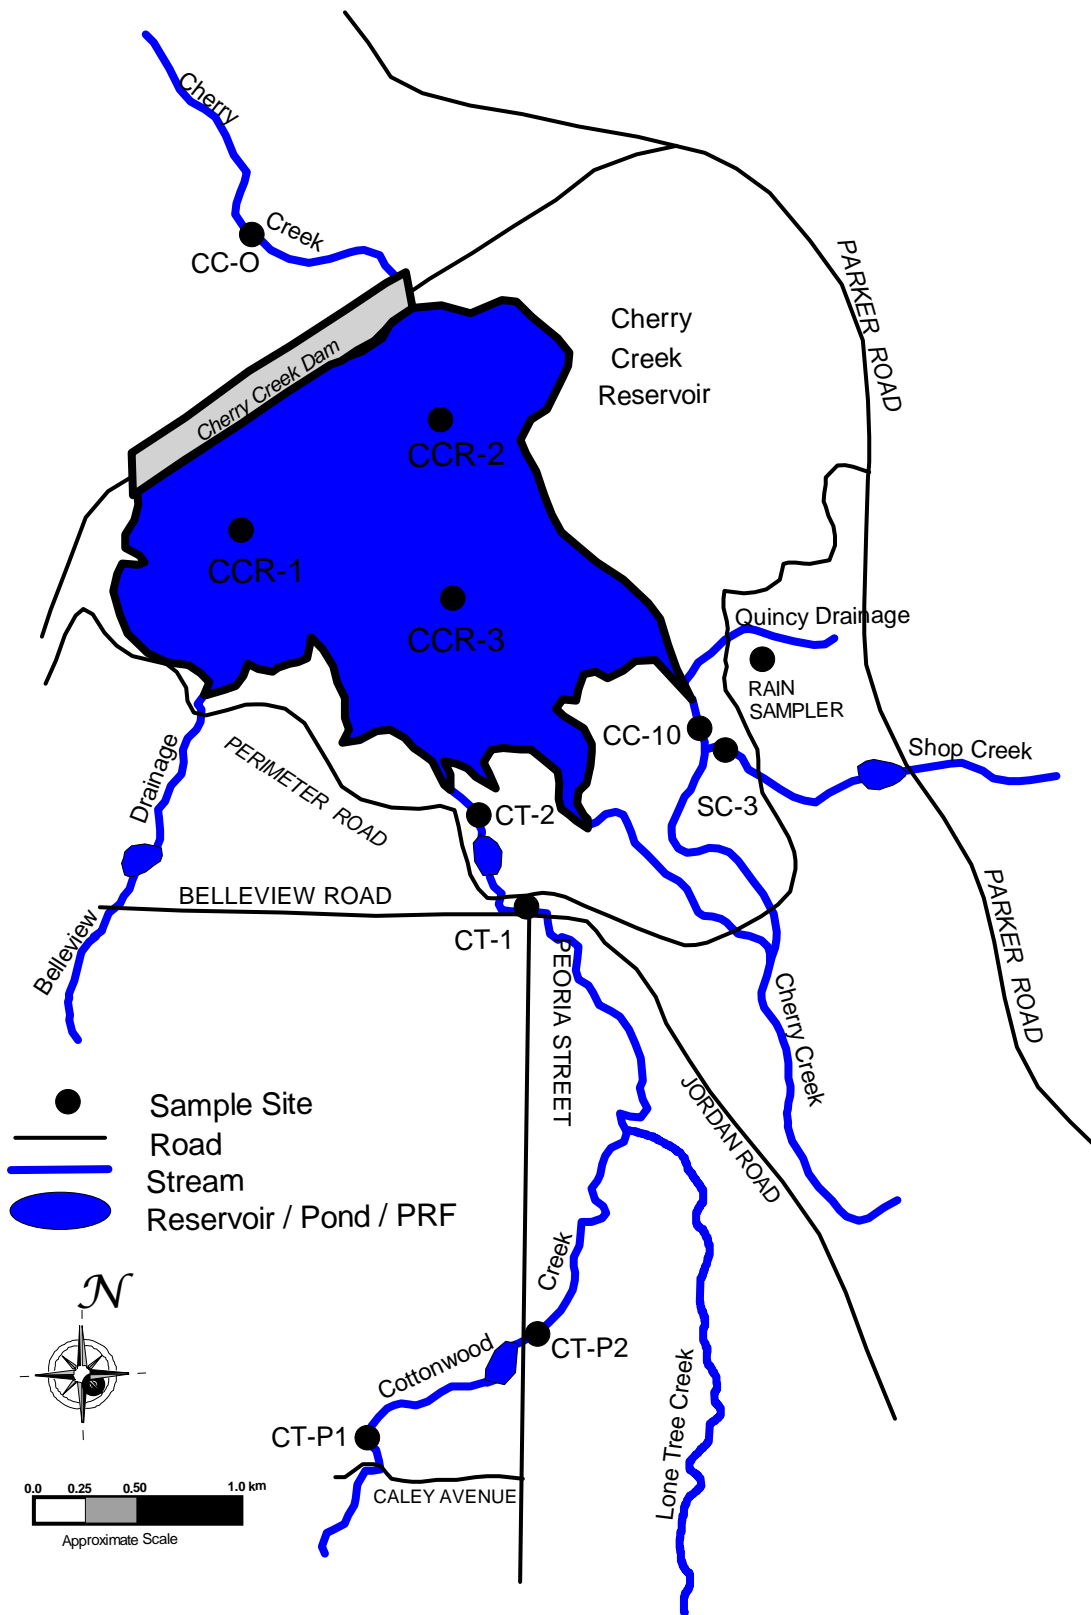 Cherry
Creek
CC-O
PARKER ROAD
Cherry
Creek
Reservoir
Cherry Creek Dam
CCR-2
CCR-1
CCR-3
Quincy Drainage
RAIN
SAMPLER
CC-10
Shop Creek
SC-3
Drainage
PERIMETER ROAD
CT-2
BELLEVIEW ROAD
CT-1
Belleview
PEORIA STREET
PARKER ROAD
Cherry Creek
JORDAN ROAD
Sample Site
Road
Stream
Reservoir / Pond / PRF
N
Creek
CT-P2
Cottonwood
Lone Tree Creek
CT-P1
CALEY AVENUE
0.0 0.25 0.50 1.0 km
Approximate Scale